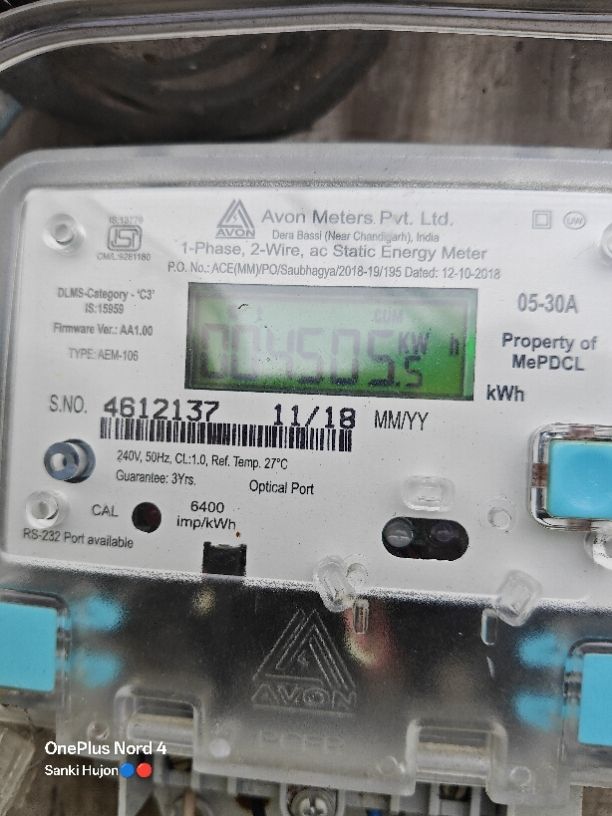 IS:13779
ISI
CM/L:9261180
AVON
Avon Meters Pvt. Ltd.
Dera Bassi (Near Chandigarh), India
1-Phase, 2-Wire, ac Static Energy Meter
P.O. No.: ACE(MM)/PO/Saubhagya/2018-19/195 Dated: 12-10-2018
DLMS-Category - 'C3'
IS:15959
Firmware Ver.: AA1.00
TYPE: AEM-106
CUM
004505.5
KW h
05-30A
Property of
MePDCL
kWh
S.NO. 4612137 11/18 MM/YY
240V, 50Hz, CL:1.0, Ref. Temp. 27°C
Guarantee: 3Yrs.
Optical Port
CAL
6400
imp/kWh
RS-232 Port available
AVON
OnePlus Nord 4
Sanki Hujon🔵🔴